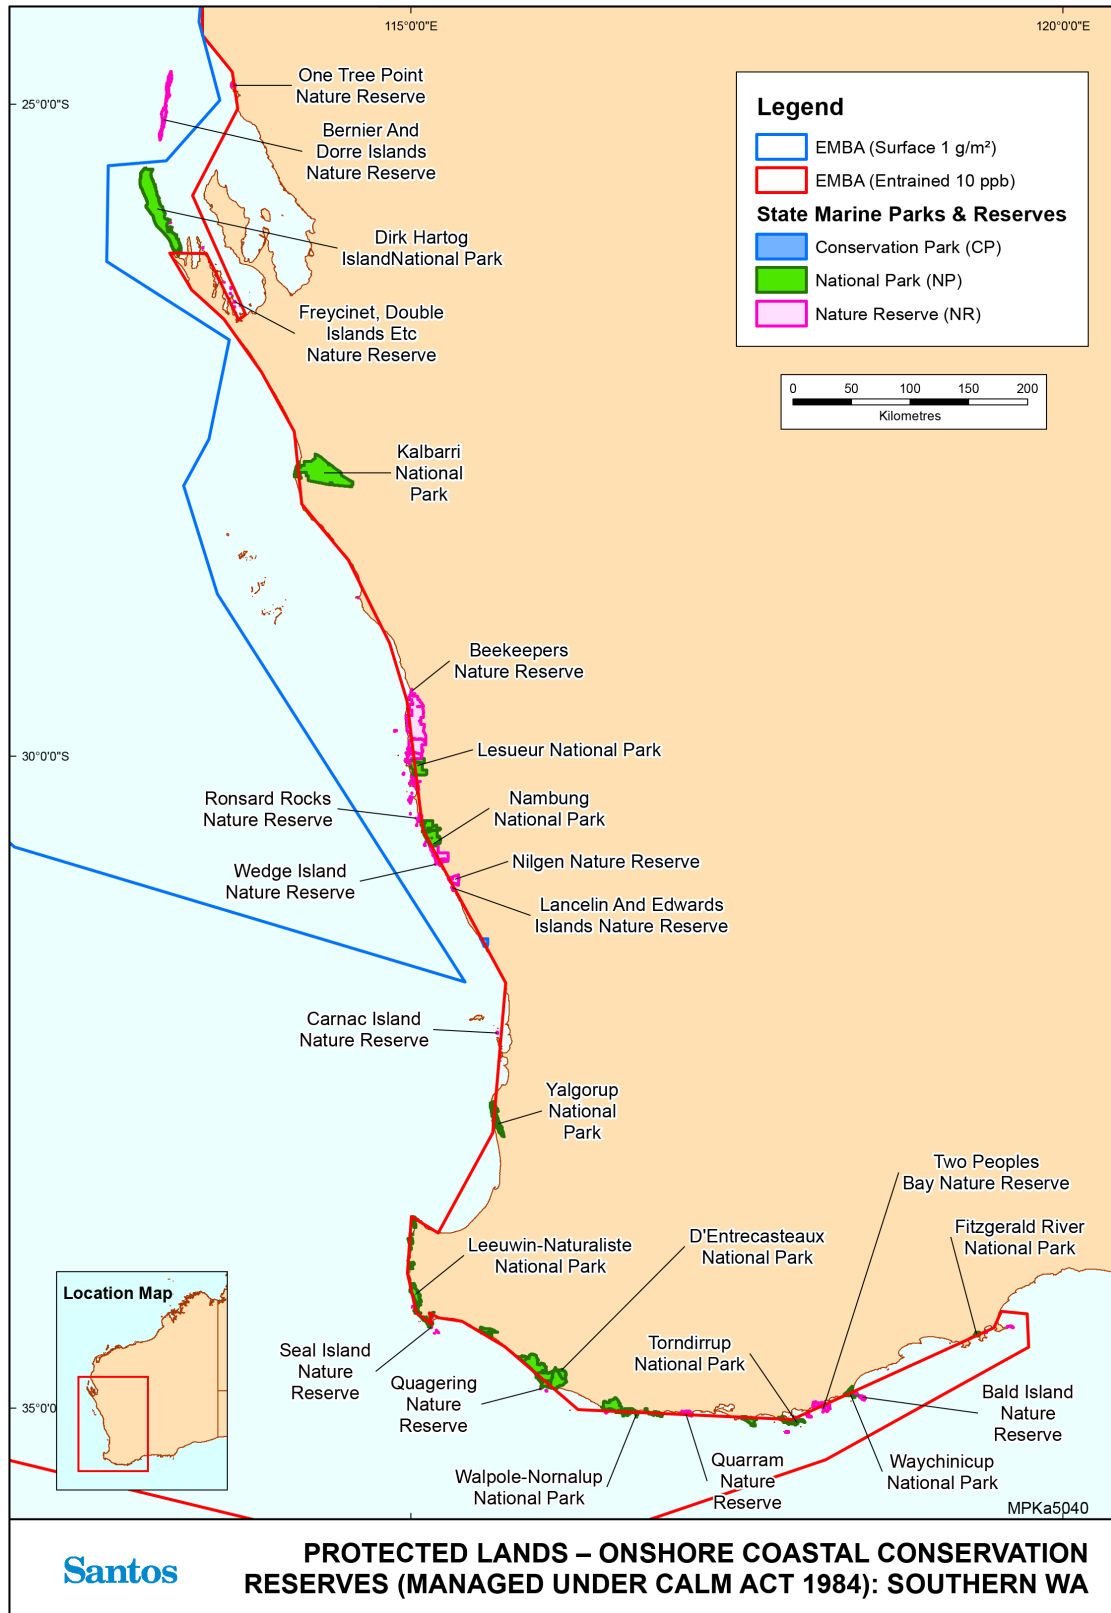 115°0'0"E
120°0'0"E
25°0'0"S
30°0'0"S
35°0'0
One Tree Point
Nature Reserve
Bernier And
Dorre Islands
Nature Reserve
Dirk Hartog
IslandNational Park
Freycinet, Double
Islands Etc
Nature Reserve
Kalbarri
National
Park
Legend
EMBA (Surface 1 g/m²)
EMBA (Entrained 10 ppb)
State Marine Parks & Reserves
Conservation Park (CP)
National Park (NP)
Nature Reserve (NR)
0 50 100 150 200
Kilometres
Beekeepers
Nature Reserve
Lesueur National Park
Ronsard Rocks
Nature Reserve
Nambung
National Park
Wedge Island
Nature Reserve
Nilgen Nature Reserve
Lancelin And Edwards
Islands Nature Reserve
Carnac Island
Nature Reserve
Yalgorup
National
Park
Two Peoples
Bay Nature Reserve
Fitzgerald River
National Park
D'Entrecasteaux
National Park
Leeuwin-Naturaliste
National Park
Location Map
Seal Island
Nature
Reserve
Quagering
Nature
Reserve
Torndirrup
National Park
Bald Island
Nature
Reserve
Walpole-Nornalup
National Park
Quarram
Nature
Reserve
Waychinicup
National Park
MPKa5040
Santos
PROTECTED LANDS – ONSHORE COASTAL CONSERVATION
RESERVES (MANAGED UNDER CALM ACT 1984): SOUTHERN WA